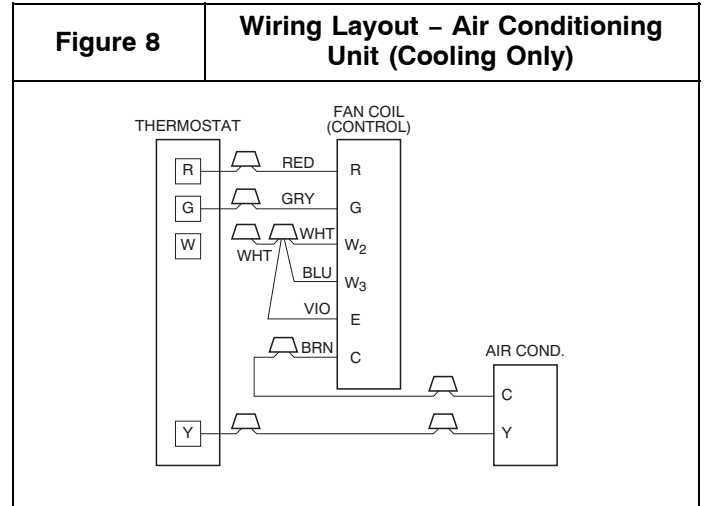 Figure 8
Wiring Layout – Air Conditioning
Unit (Cooling Only)
THERMOSTAT
FAN COIL
(CONTROL)
R RED R
G GRY G
W WHT WHT W2
BLU W3
VIO E
BRN C
AIR COND.
C
Y Y